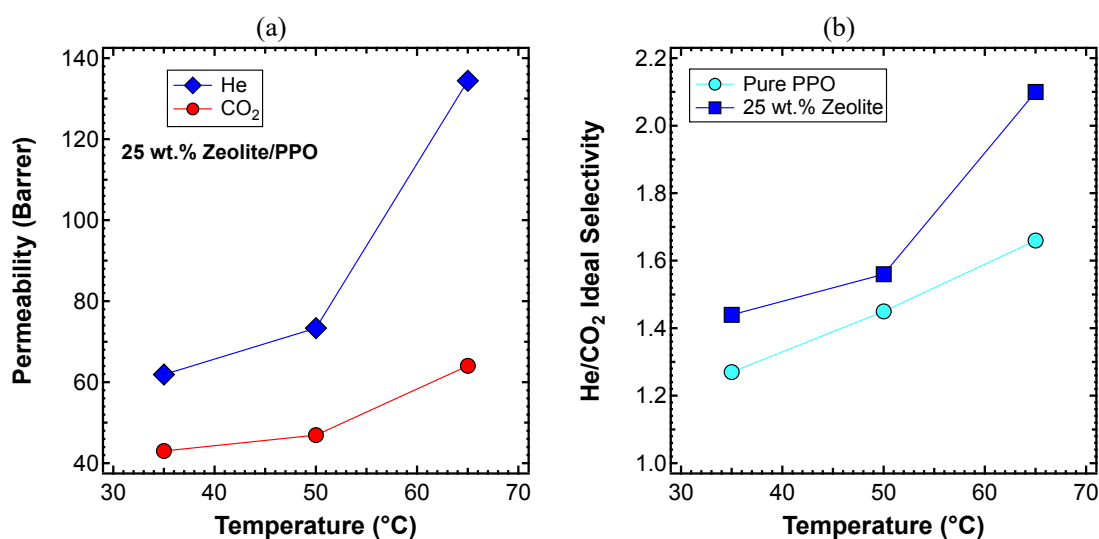 (a)
140
120
100
80
60
40
30
40
50
60
70
Permeability (Barrer)
Temperature (°C)
He
CO₂
25 wt.% Zeolite/PPO
(b)
2.2
2.0
1.8
1.6
1.4
1.2
1.0
30
40
50
60
70
He/CO₂ Ideal Selectivity
Temperature (°C)
Pure PPO
25 wt.% Zeolite